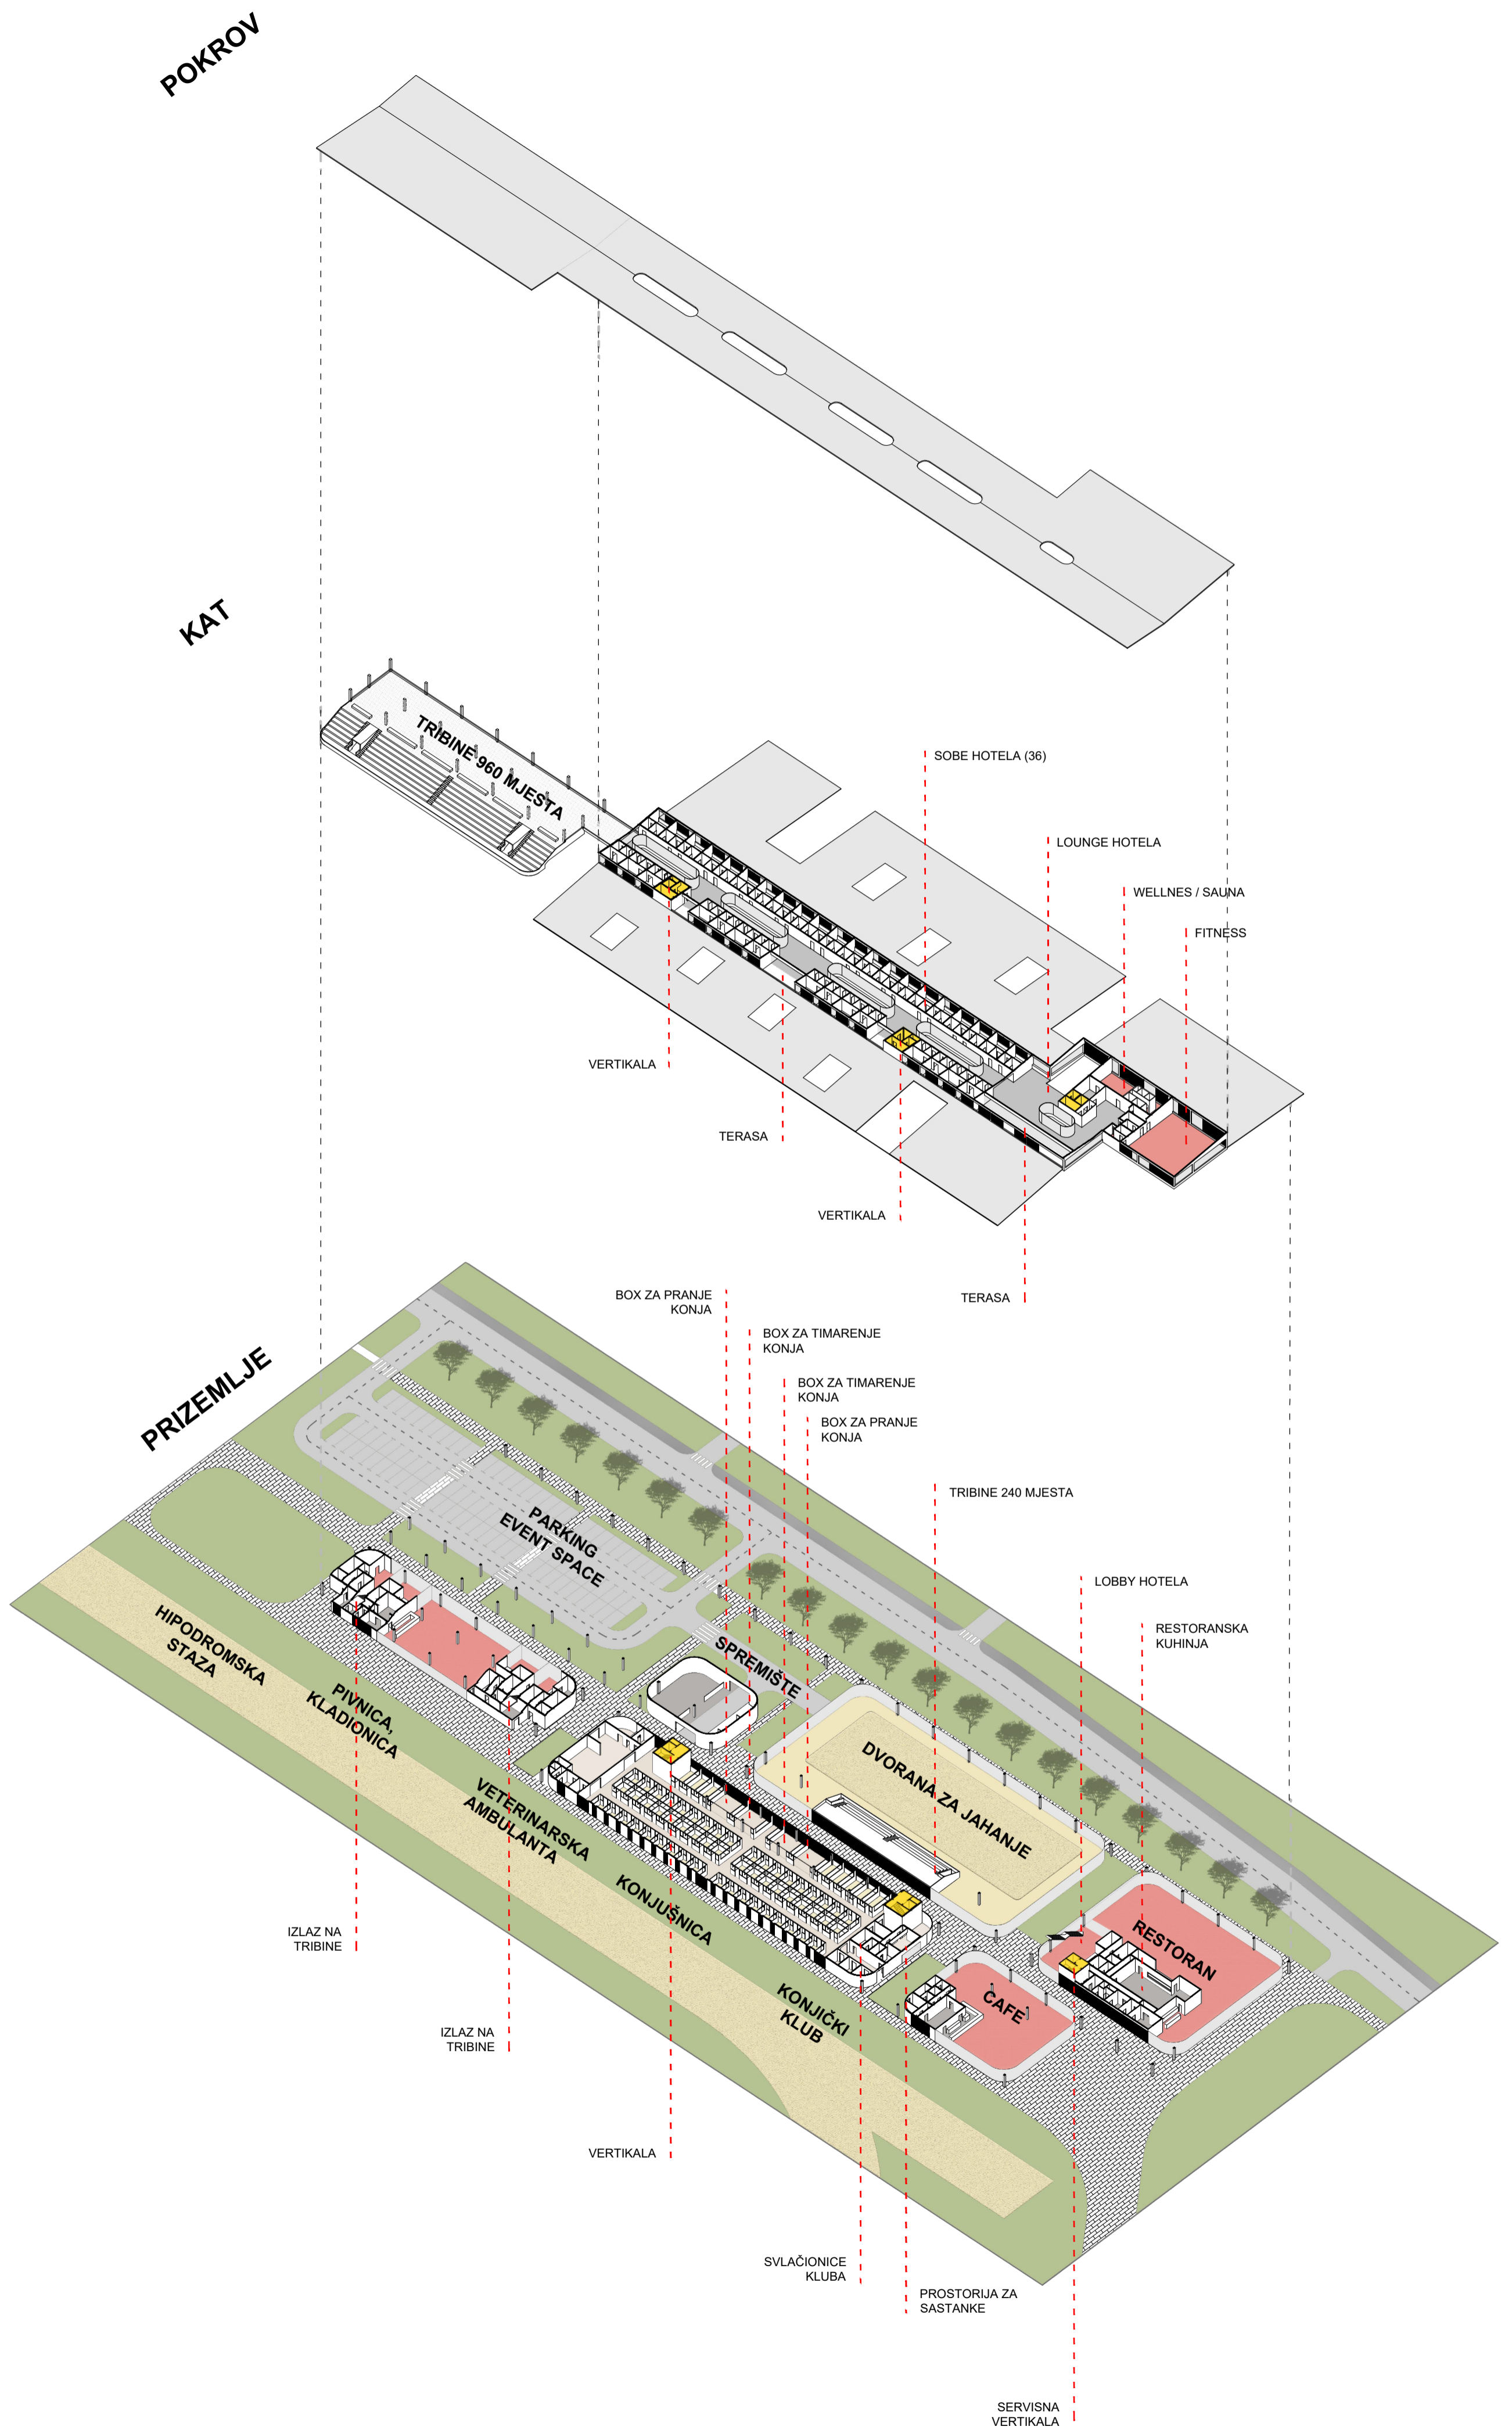 POKROV
KAT
TRIBINE 960 MJESTA
SOBE HOTELA (36)
LOUNGE HOTELA
WELLNES / SAUNA
FITNESS
VERTIKALA
TERASA
VERTIKALA
TERASA
PRIZEMLJE
BOX ZA PRANJE
KONJA
BOX ZA TIMARENJE
KONJA
BOX ZA TIMARENJE
KONJA
BOX ZA PRANJE
KONJA
TRIBINE 240 MJESTA
LOBBY HOTELA
RESTORANSKA
KUHINJA
PARKING
EVENT SPACE
SPREMIŠTE
DVORANA ZA JAHANJE
RESTORAN
CAFE
HIPODROMSKA
STAZA
PIVNICA,
KLADIONICA
VETERINARSKA
AMBULANTA
KONJUŠNICA
KONJIČKI
KLUB
IZLAZ NA
TRIBINE
IZLAZ NA
TRIBINE
VERTIKALA
SVLAČIONICE
KLUBA
PROSTORIJA ZA
SASTANKE
SERVISNA
VERTIKALA